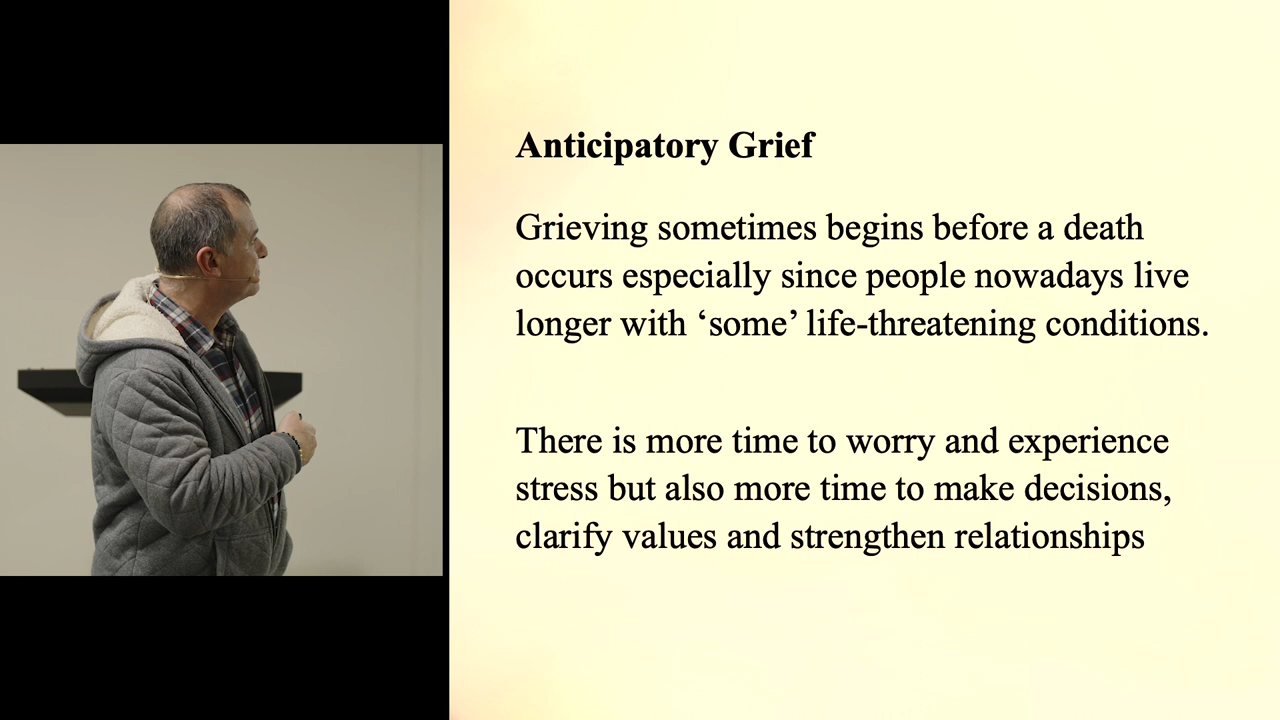 Anticipatory Grief
Grieving sometimes begins before a death
occurs especially since people nowadays live
longer with ‘some’ life-threatening conditions.
There is more time to worry and experience
stress but also more time to make decisions,
clarify values and strengthen relationships